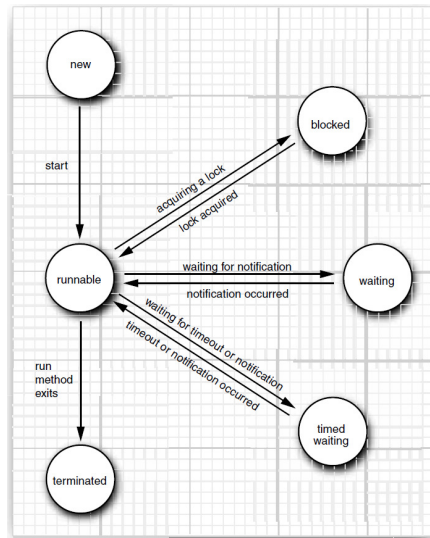 new
blocked
start
acquiring a lock
lock acquired
runnable
waiting for notification
waiting
notification occurred
waiting for timeout or notification
timeout or notification occurred
run
method
exits
timed
waiting
terminated